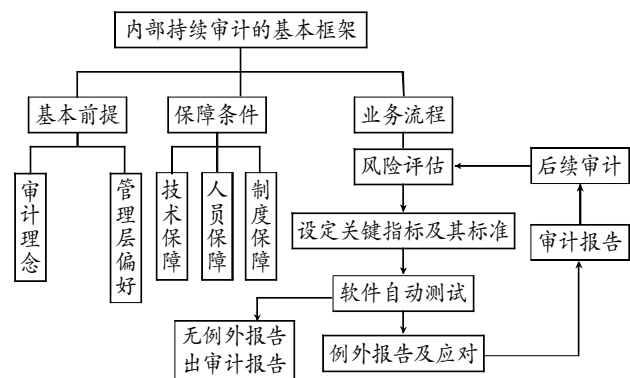 内部持续审计的基本框架
基本前提
保障条件
业务流程
审计理念
管理层偏好
技术保障
人员保障
制度保障
风险评估
后续审计
设定关键指标及其标准
审计报告
软件自动测试
无例外报告
出审计报告
例外报告及应对